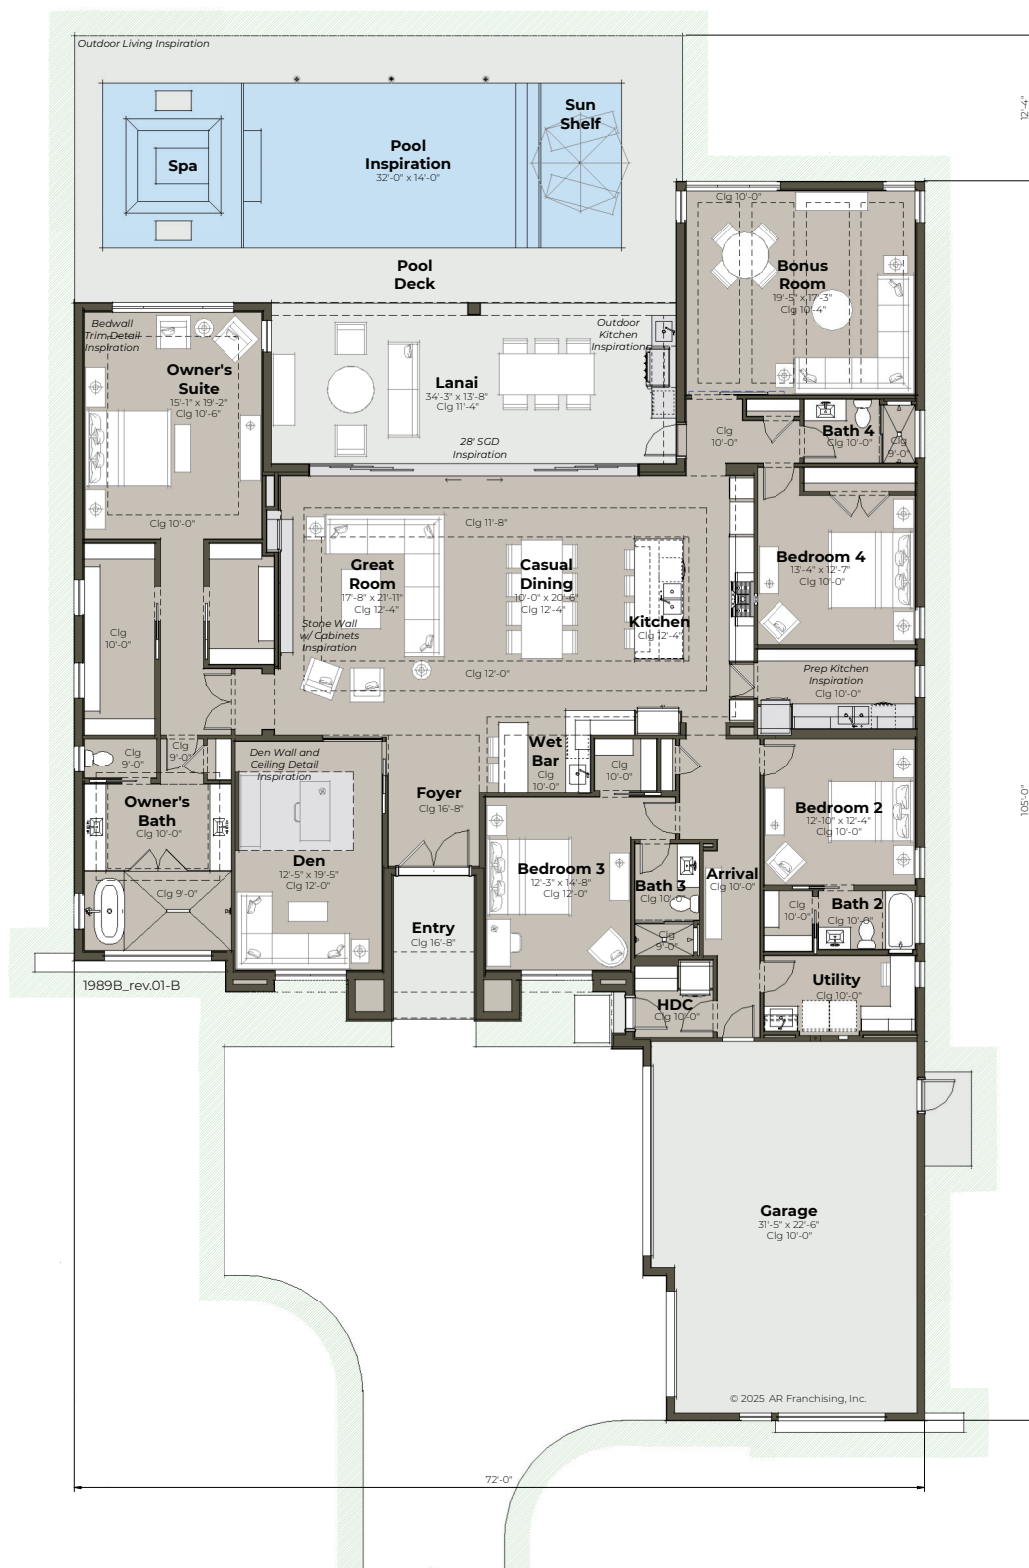 Outdoor Living Inspiration
12'-4"
Sun
Shelf
Pool
Inspiration
32'-0" x 14'-0"
Spa
Clg 10'-0"
Pool
Deck
Bonus
Room
19'-5" x 17'-3"
Clg 10'-4"
Bedwall
Trim Detail
Inspiration
Outdoor
Kitchen
Inspiration
Owner's
Suite
15'-1" x 19'-2"
Clg 10'-6"
Lanai
34'-3" x 13'-8"
Clg 11'-4"
28' SGD
Inspiration
Clg
10'-0"
Bath 4
Clg 10'-0"
Clg
9'-0"
Clg 10'-0"
Clg 11'-8"
Great
Room
17'-8" x 21'-11"
Clg 12'-4"
Casual
Dining
10'-0" x 20'-6"
Clg 12'-4"
Bedroom 4
13'-4" x 12'-7"
Clg 10'-0"
Kitchen
Clg 12'-4"
Clg
10'-0"
Stone Wall
w/ Cabinets
Inspiration
Clg 12'-0"
Prep Kitchen
Inspiration
Clg 10'-0"
Clg
9'-0"
Clg
9'-0"
Den Wall and
Ceiling Detail
Inspiration
Wet
Bar
Clg
10'-0"
Clg
10'-0"
Owner's
Bath
Clg 10'-0"
Foyer
Clg 16'-8"
Bedroom 2
12'-10" x 12'-4"
Clg 10'-0"
105'-0"
Den
12'-5" x 19'-5"
Clg 12'-0"
Bedroom 3
12'-3" x 14'-8"
Clg 12'-0"
Bath 3
Clg 10'-0"
Arrival
Clg 10'-0"
Clg 9'-0"
Clg
10'-0"
Bath 2
Clg 10'-0"
Entry
Clg 16'-8"
Clg
9'-0"
1989B_rev.01-B
HDC
Clg 10'-0"
Utility
Clg 10'-0"
Garage
31'-5" x 22'-6"
Clg 10'-0"
© 2025 AR Franchising, Inc.
72'-0"